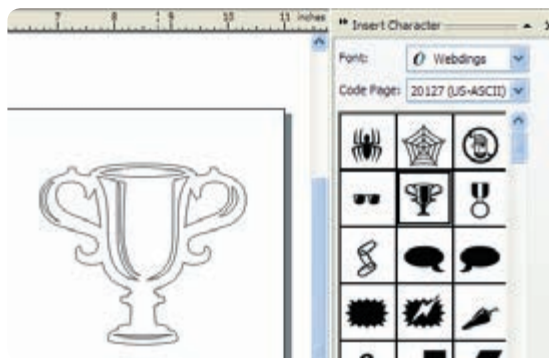 7 8 9 10 11 inches
Insert Character
Font: Webdings
Code Page: 20127 (US-ASCII)